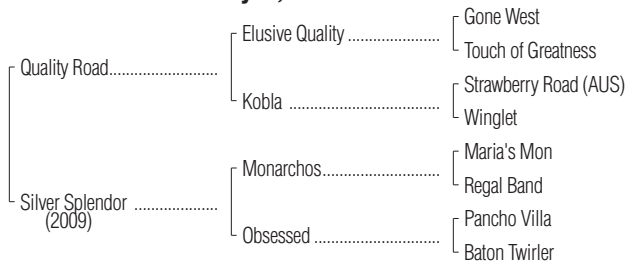 Gone West
Elusive Quality
Touch of Greatness
Quality Road
Strawberry Road (AUS)
Kobla
Winglet
Maria's Mon
Monarchos
Regal Band
Silver Splendor
(2009)
Pancho Villa
Obsessed
Baton Twirler